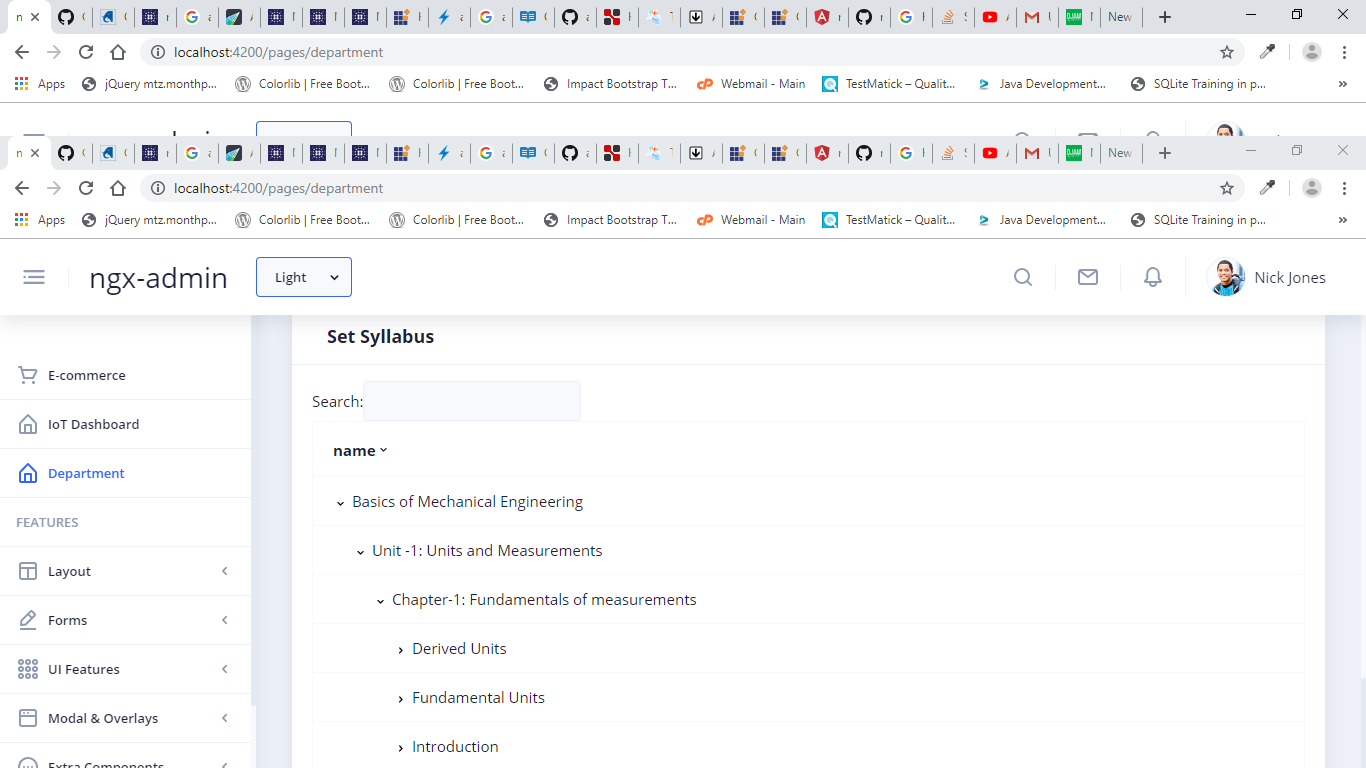 localhost:4200/pages/department
Apps jQuery mtz.monthp... Colorlib | Free Boot... Colorlib | Free Boot... Impact Bootstrap T... Webmail - Main TestMatick – Qualit... Java Development... SQLite Training in p... »
New
localhost:4200/pages/department
Apps jQuery mtz.monthp... Colorlib | Free Boot... Colorlib | Free Boot... Impact Bootstrap T... Webmail - Main TestMatick – Qualit... Java Development... SQLite Training in p... »
ngx-admin Light Nick Jones
Set Syllabus
E-commerce
Search:
IoT Dashboard
name
Department
Basics of Mechanical Engineering
FEATURES
Unit -1: Units and Measurements
Layout
Chapter-1: Fundamentals of measurements
Forms
Derived Units
UI Features
Fundamental Units
Modal & Overlays
Introduction
Extra Components